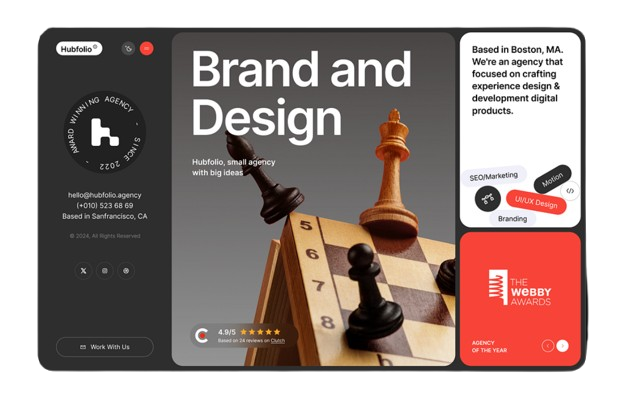 Hubfolio
AWARD WINNING AGENCY - SINCE 2022 -
hello@hubfolio.agency
(+010) 523 68 69
Based in Sanfrancisco, CA
© 2024, All Rights Reserved
Work With Us
Brand and
Design
Hubfolio, small agency
with big ideas
5
6
7
8
4.9/5
Based on 24 reviews on Clutch
Based in Boston, MA.
We're an agency that
focused on crafting
experience design &
development digital
products.
SEO/Marketing
Motion
UI/UX Design
Branding
THE
WEBBY
AWARDS
AGENCY
OF THE YEAR